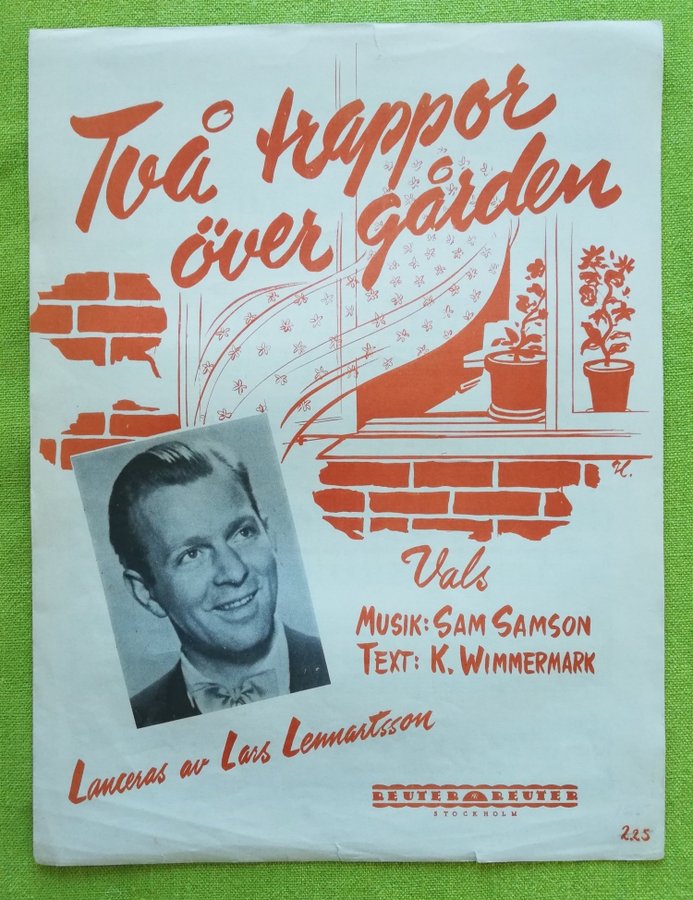 Två trappor
över gården
H.
Vals
MUSIK: SAM SAMSON
TEXT: K. WIMMERMARK
Lanceras av Lars Lennartsson
REUTER REUTER
STOCKHOLM
2.25